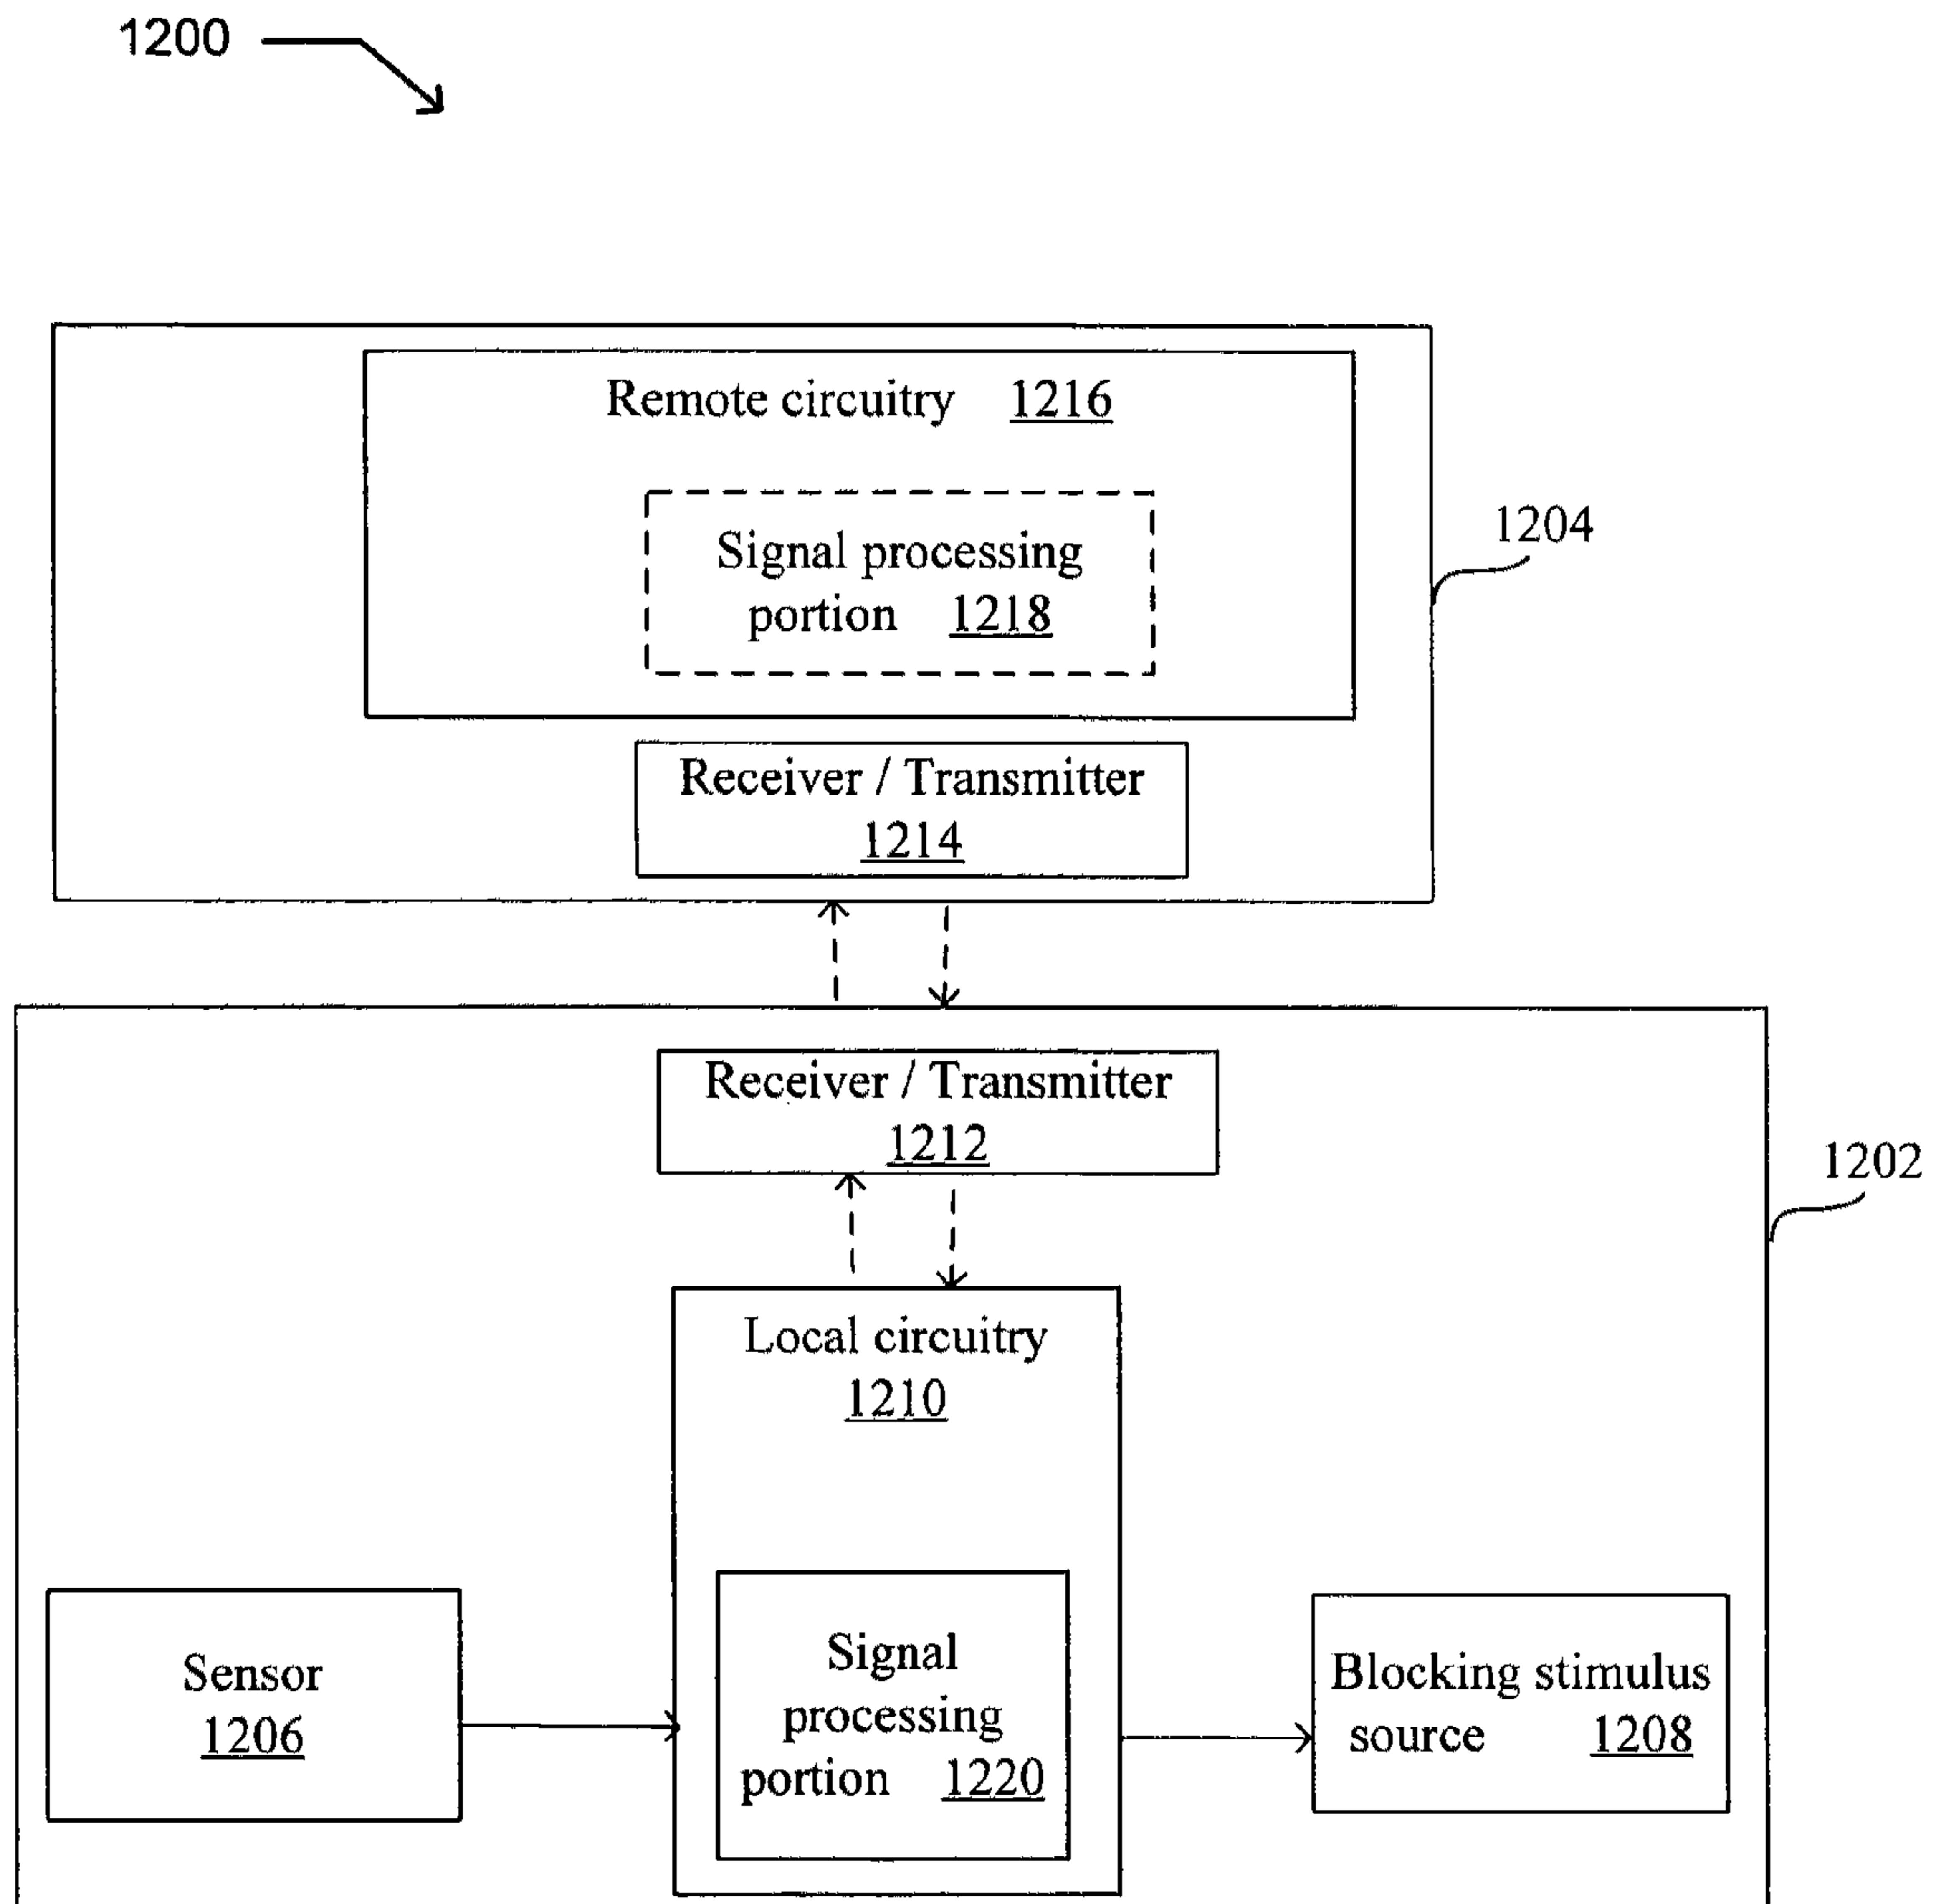 1200
Remote circuitry 1216
Signal processing
portion 1218
1204
Receiver / Transmitter
1214
Receiver / Transmitter
1212
1202
Local circuitry
1210
Sensor
1206
Signal
processing
portion 1220
Blocking stimulus
source 1208